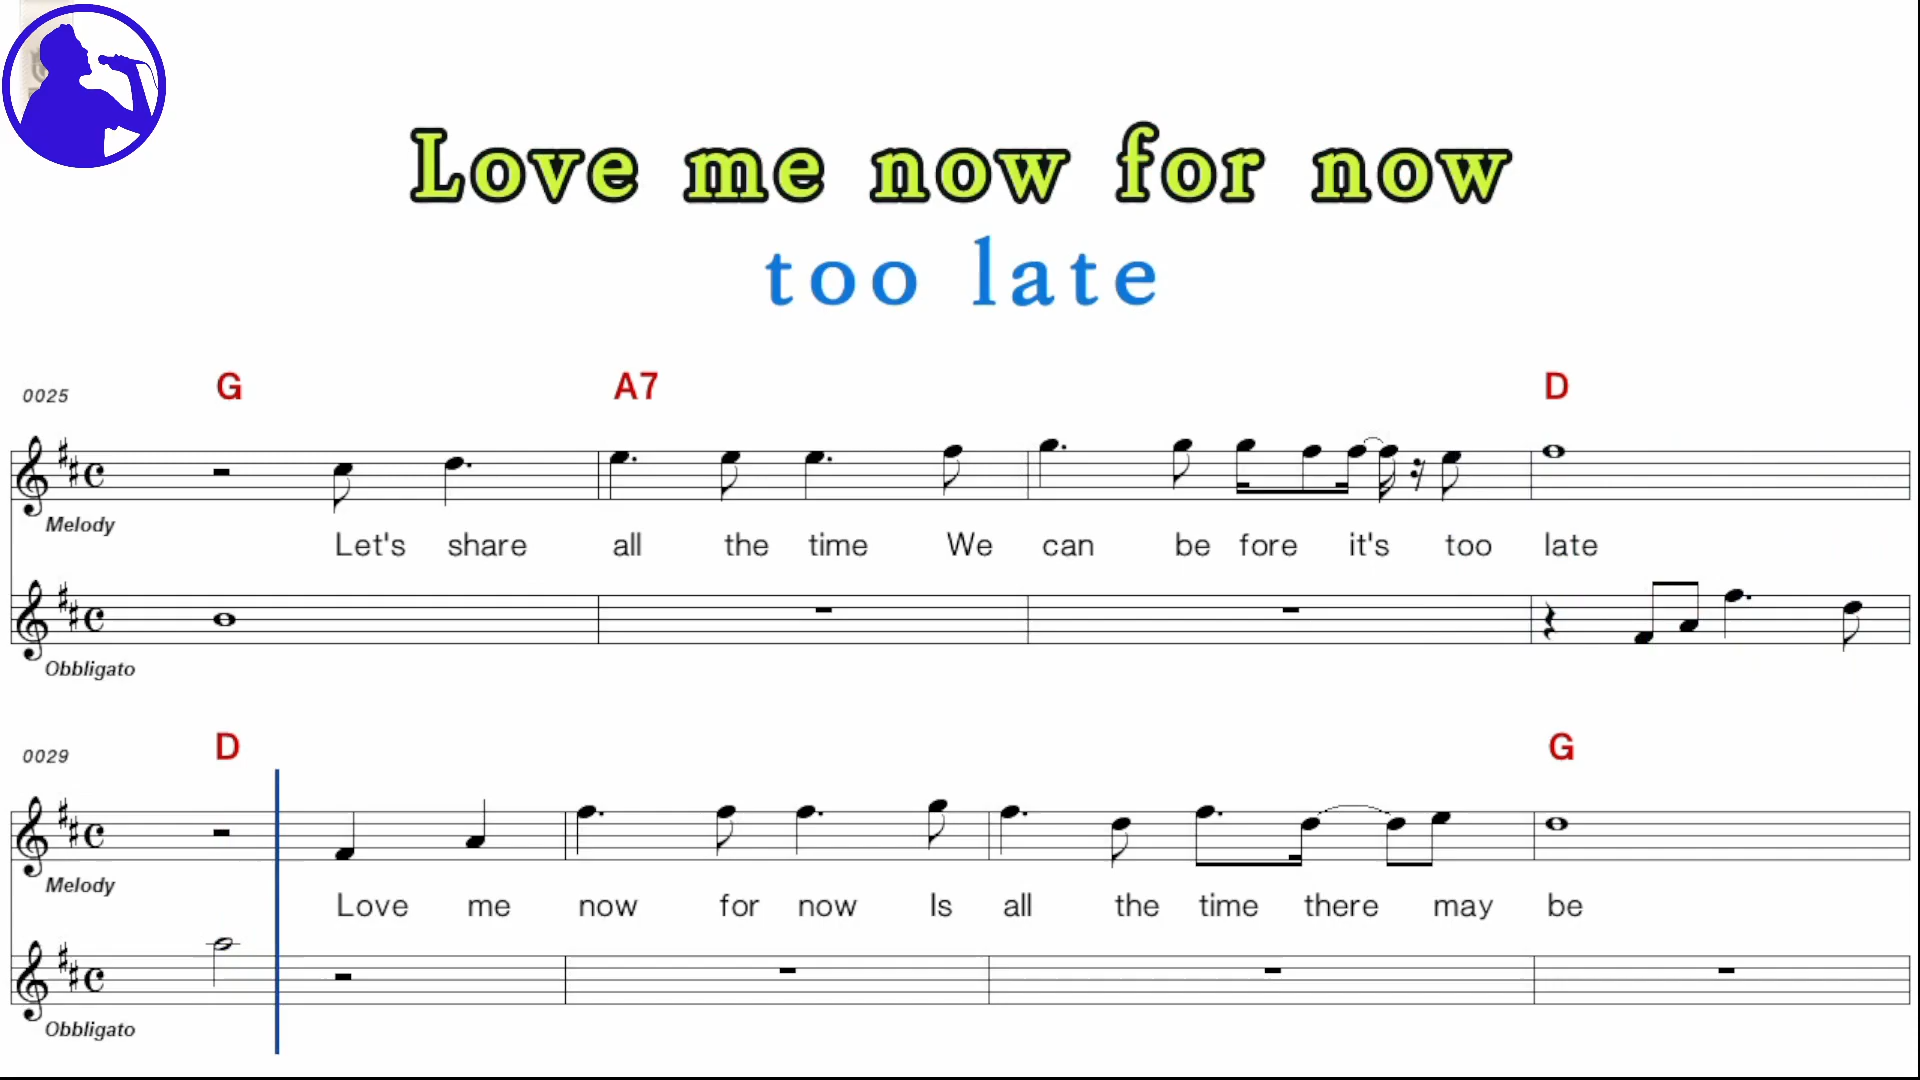 Love me now for now
too late
0025 G A7 D
Melody
Let's share all the time We can be fore it's too late
Obbligato
0029 D G
Melody
Love me now for now Is all the time there may be
Obbligato